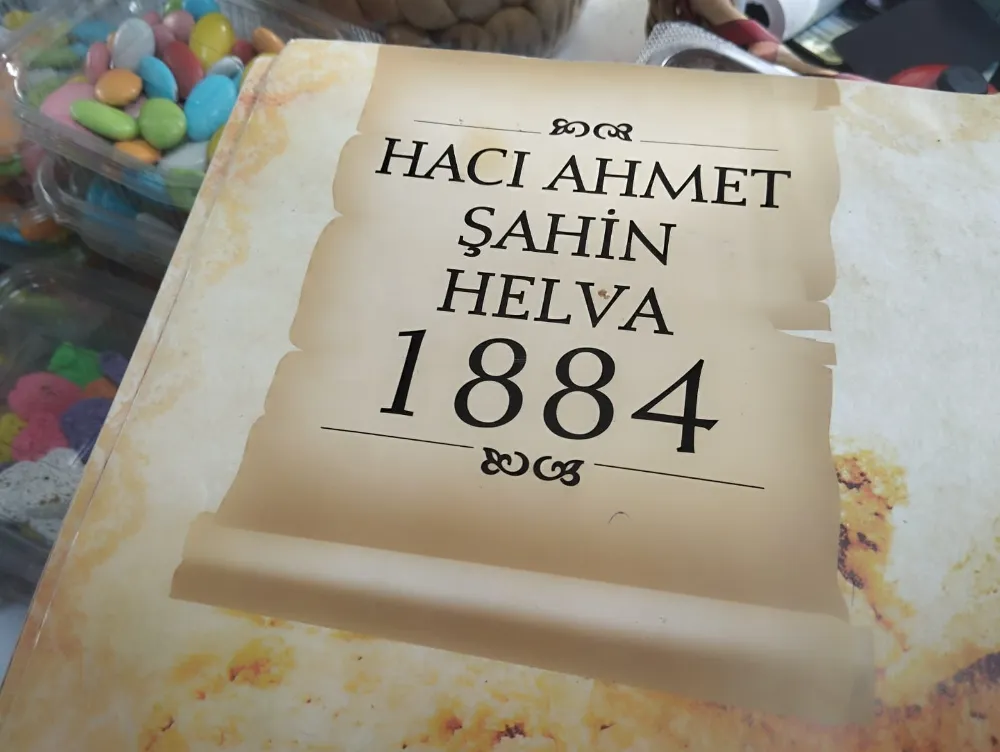 HACI AHMET
ŞAHİN
HELVA
1884